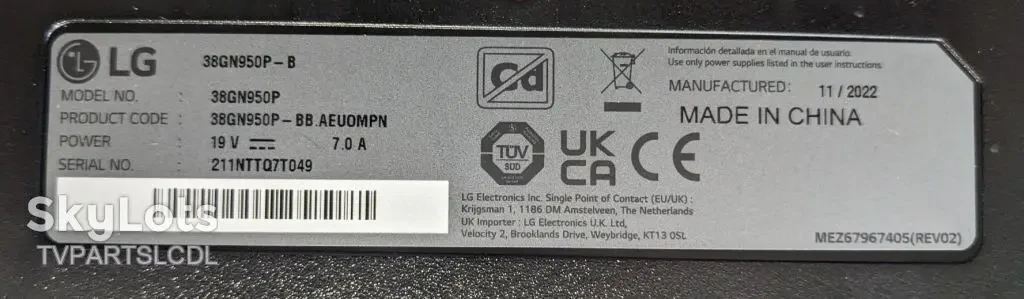 LG 38GN950P-B
MODEL NO. : 38GN950P
PRODUCT CODE : 38GN950P-BB.AEUOMPN
POWER : 19 V 7.0 A
SERIAL NO. : 211NTTQ7T049
Cd
TÜV
SÜD
UK
CA
CE
Información detallada en el manual de usuario.
Use only power supplies listed in the user instructions.
MANUFACTURED: 11/2022
MADE IN CHINA
LG Electronics Inc. Single Point of Contact (EU/UK) :
Krijgsman 1, 1186 DM Amstelveen, The Netherlands
UK Importer : LG Electronics U.K. Ltd,
Velocity 2, Brooklands Drive, Weybridge, KT13 0SL
MEZ67967405(REV02)
SkyLots
TVPARTSLCDL